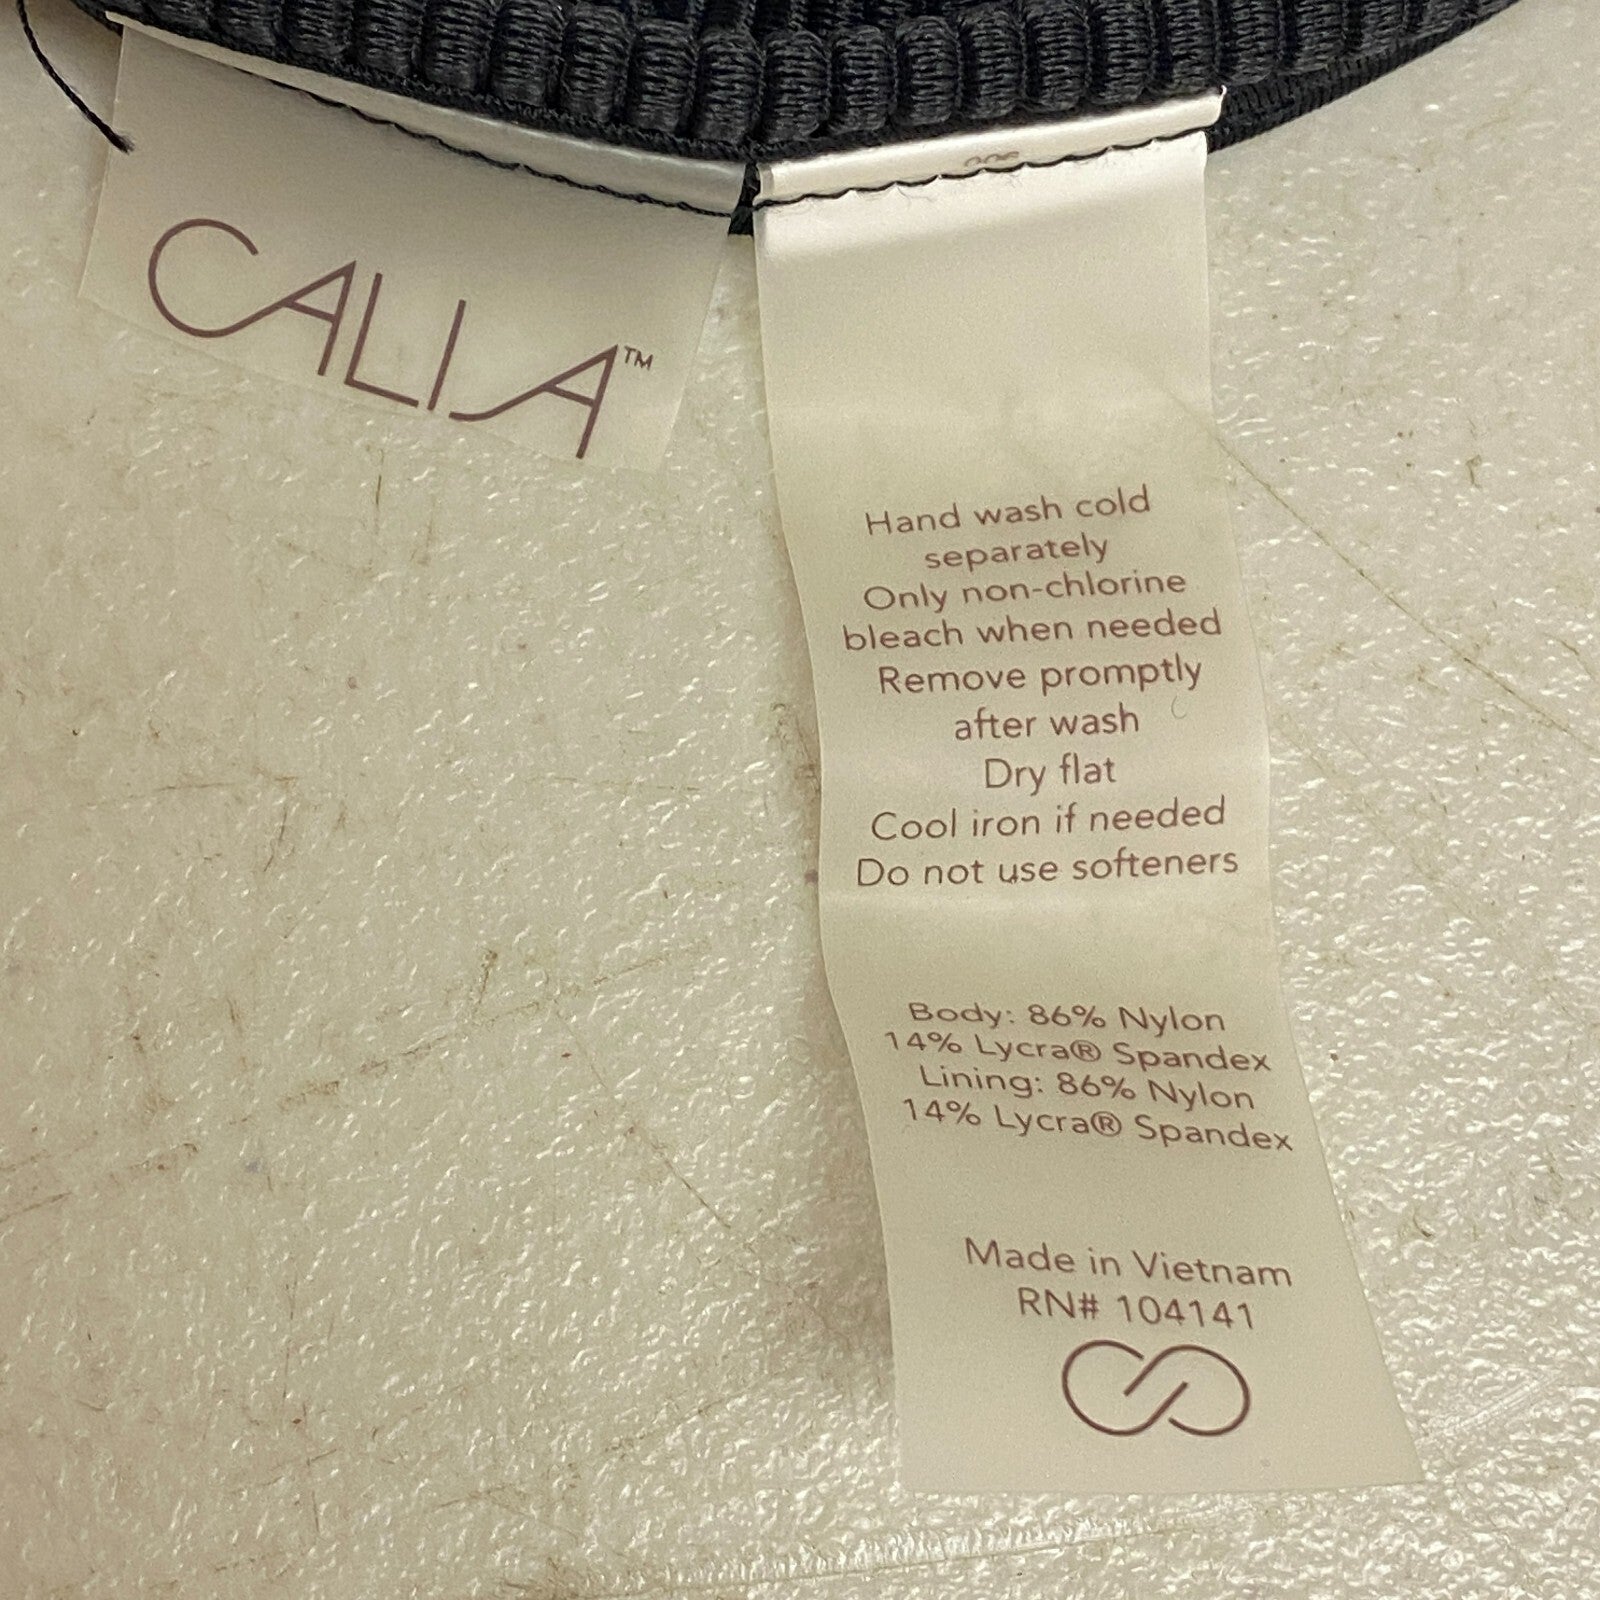 CALIA™
Hand wash cold
separately
Only non-chlorine
bleach when needed
Remove promptly
after wash
Dry flat
Cool iron if needed
Do not use softeners
Body: 86% Nylon
14% Lycra® Spandex
Lining: 86% Nylon
14% Lycra® Spandex
Made in Vietnam
RN# 104141